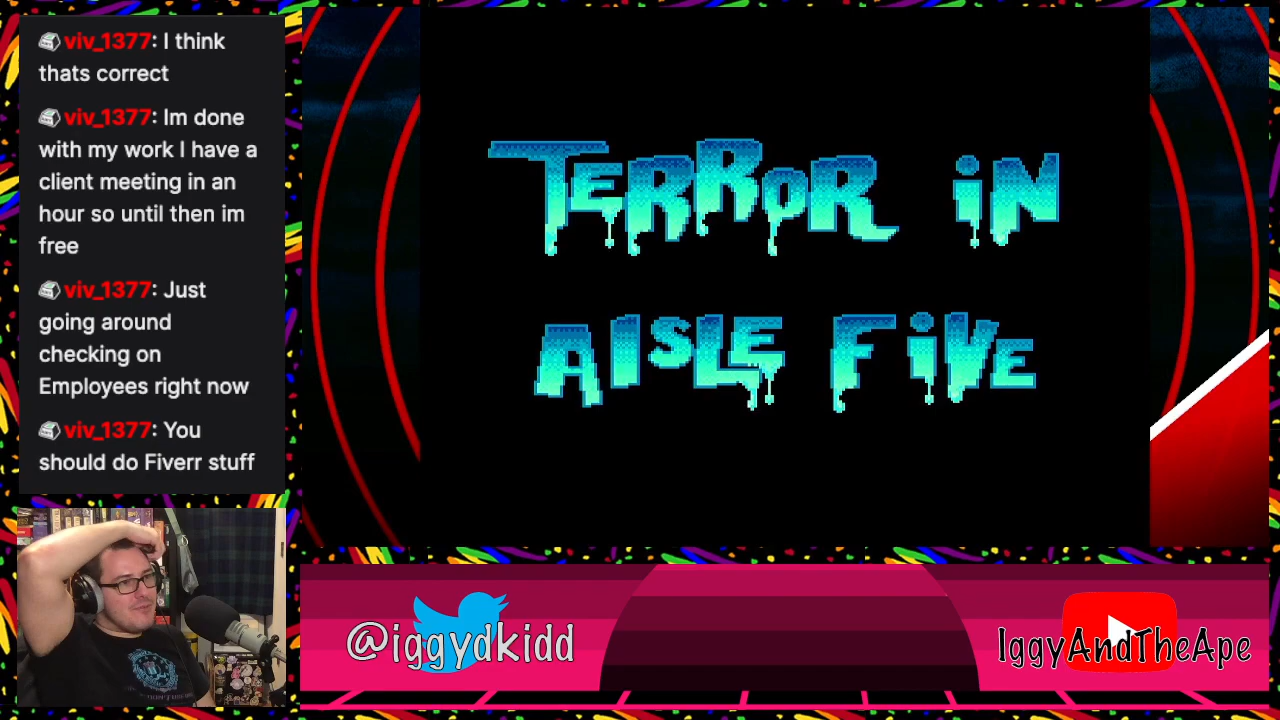 viv_1377: I think
thats correct
viv_1377: Im done
with my work I have a
client meeting in an
hour so until then im
free
viv_1377: Just
going around
checking on
Employees right now
viv_1377: You
should do Fiverr stuff
TERROR iN
AISLE FiVE
@iggydkidd
IggyAndTheApe